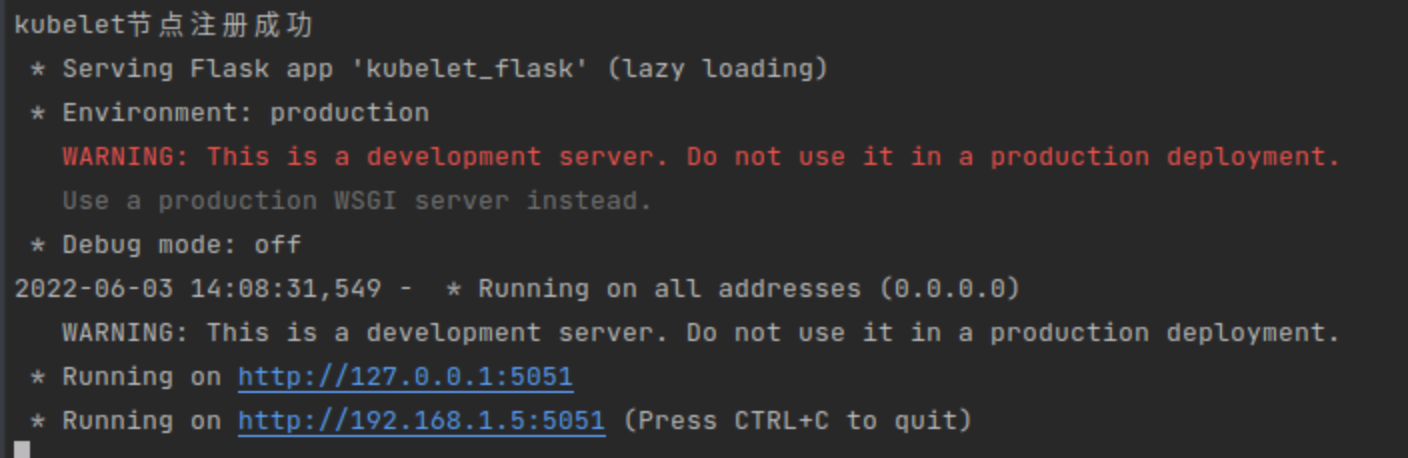 kubelet节点注册成功
 * Serving Flask app 'kubelet_flask' (lazy loading)
 * Environment: production
   WARNING: This is a development server. Do not use it in a production deployment.
   Use a production WSGI server instead.
 * Debug mode: off
2022-06-03 14:08:31,549 -  * Running on all addresses (0.0.0.0)
   WARNING: This is a development server. Do not use it in a production deployment.
 * Running on http://127.0.0.1:5051
 * Running on http://192.168.1.5:5051 (Press CTRL+C to quit)